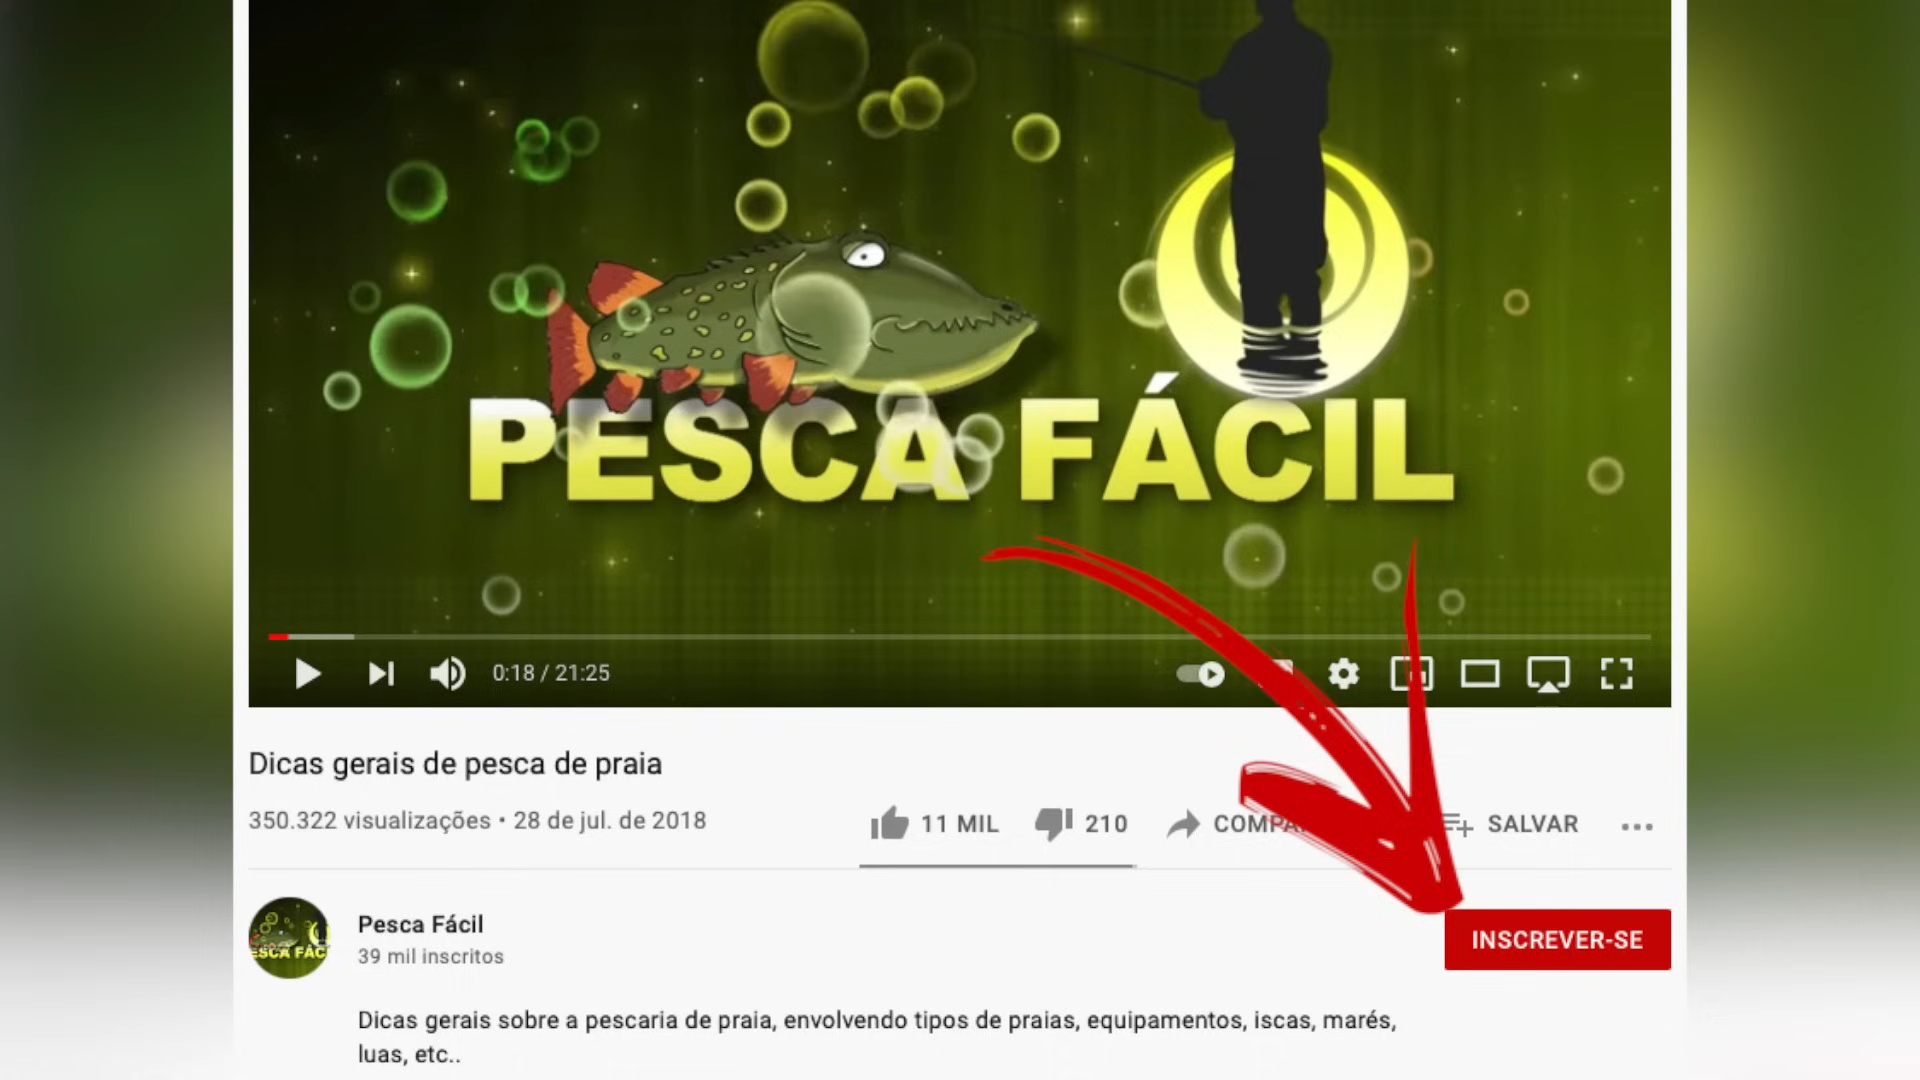 PESCA FÁCIL
0:18 / 21:25
Dicas gerais de pesca de praia
350.322 visualizações • 28 de jul. de 2018
11 MIL
210
SALVAR
Pesca Fácil
39 mil inscritos
INSCREVER-SE
Dicas gerais sobre a pescaria de praia, envolvendo tipos de praias, equipamentos, iscas, marés,
luas, etc..